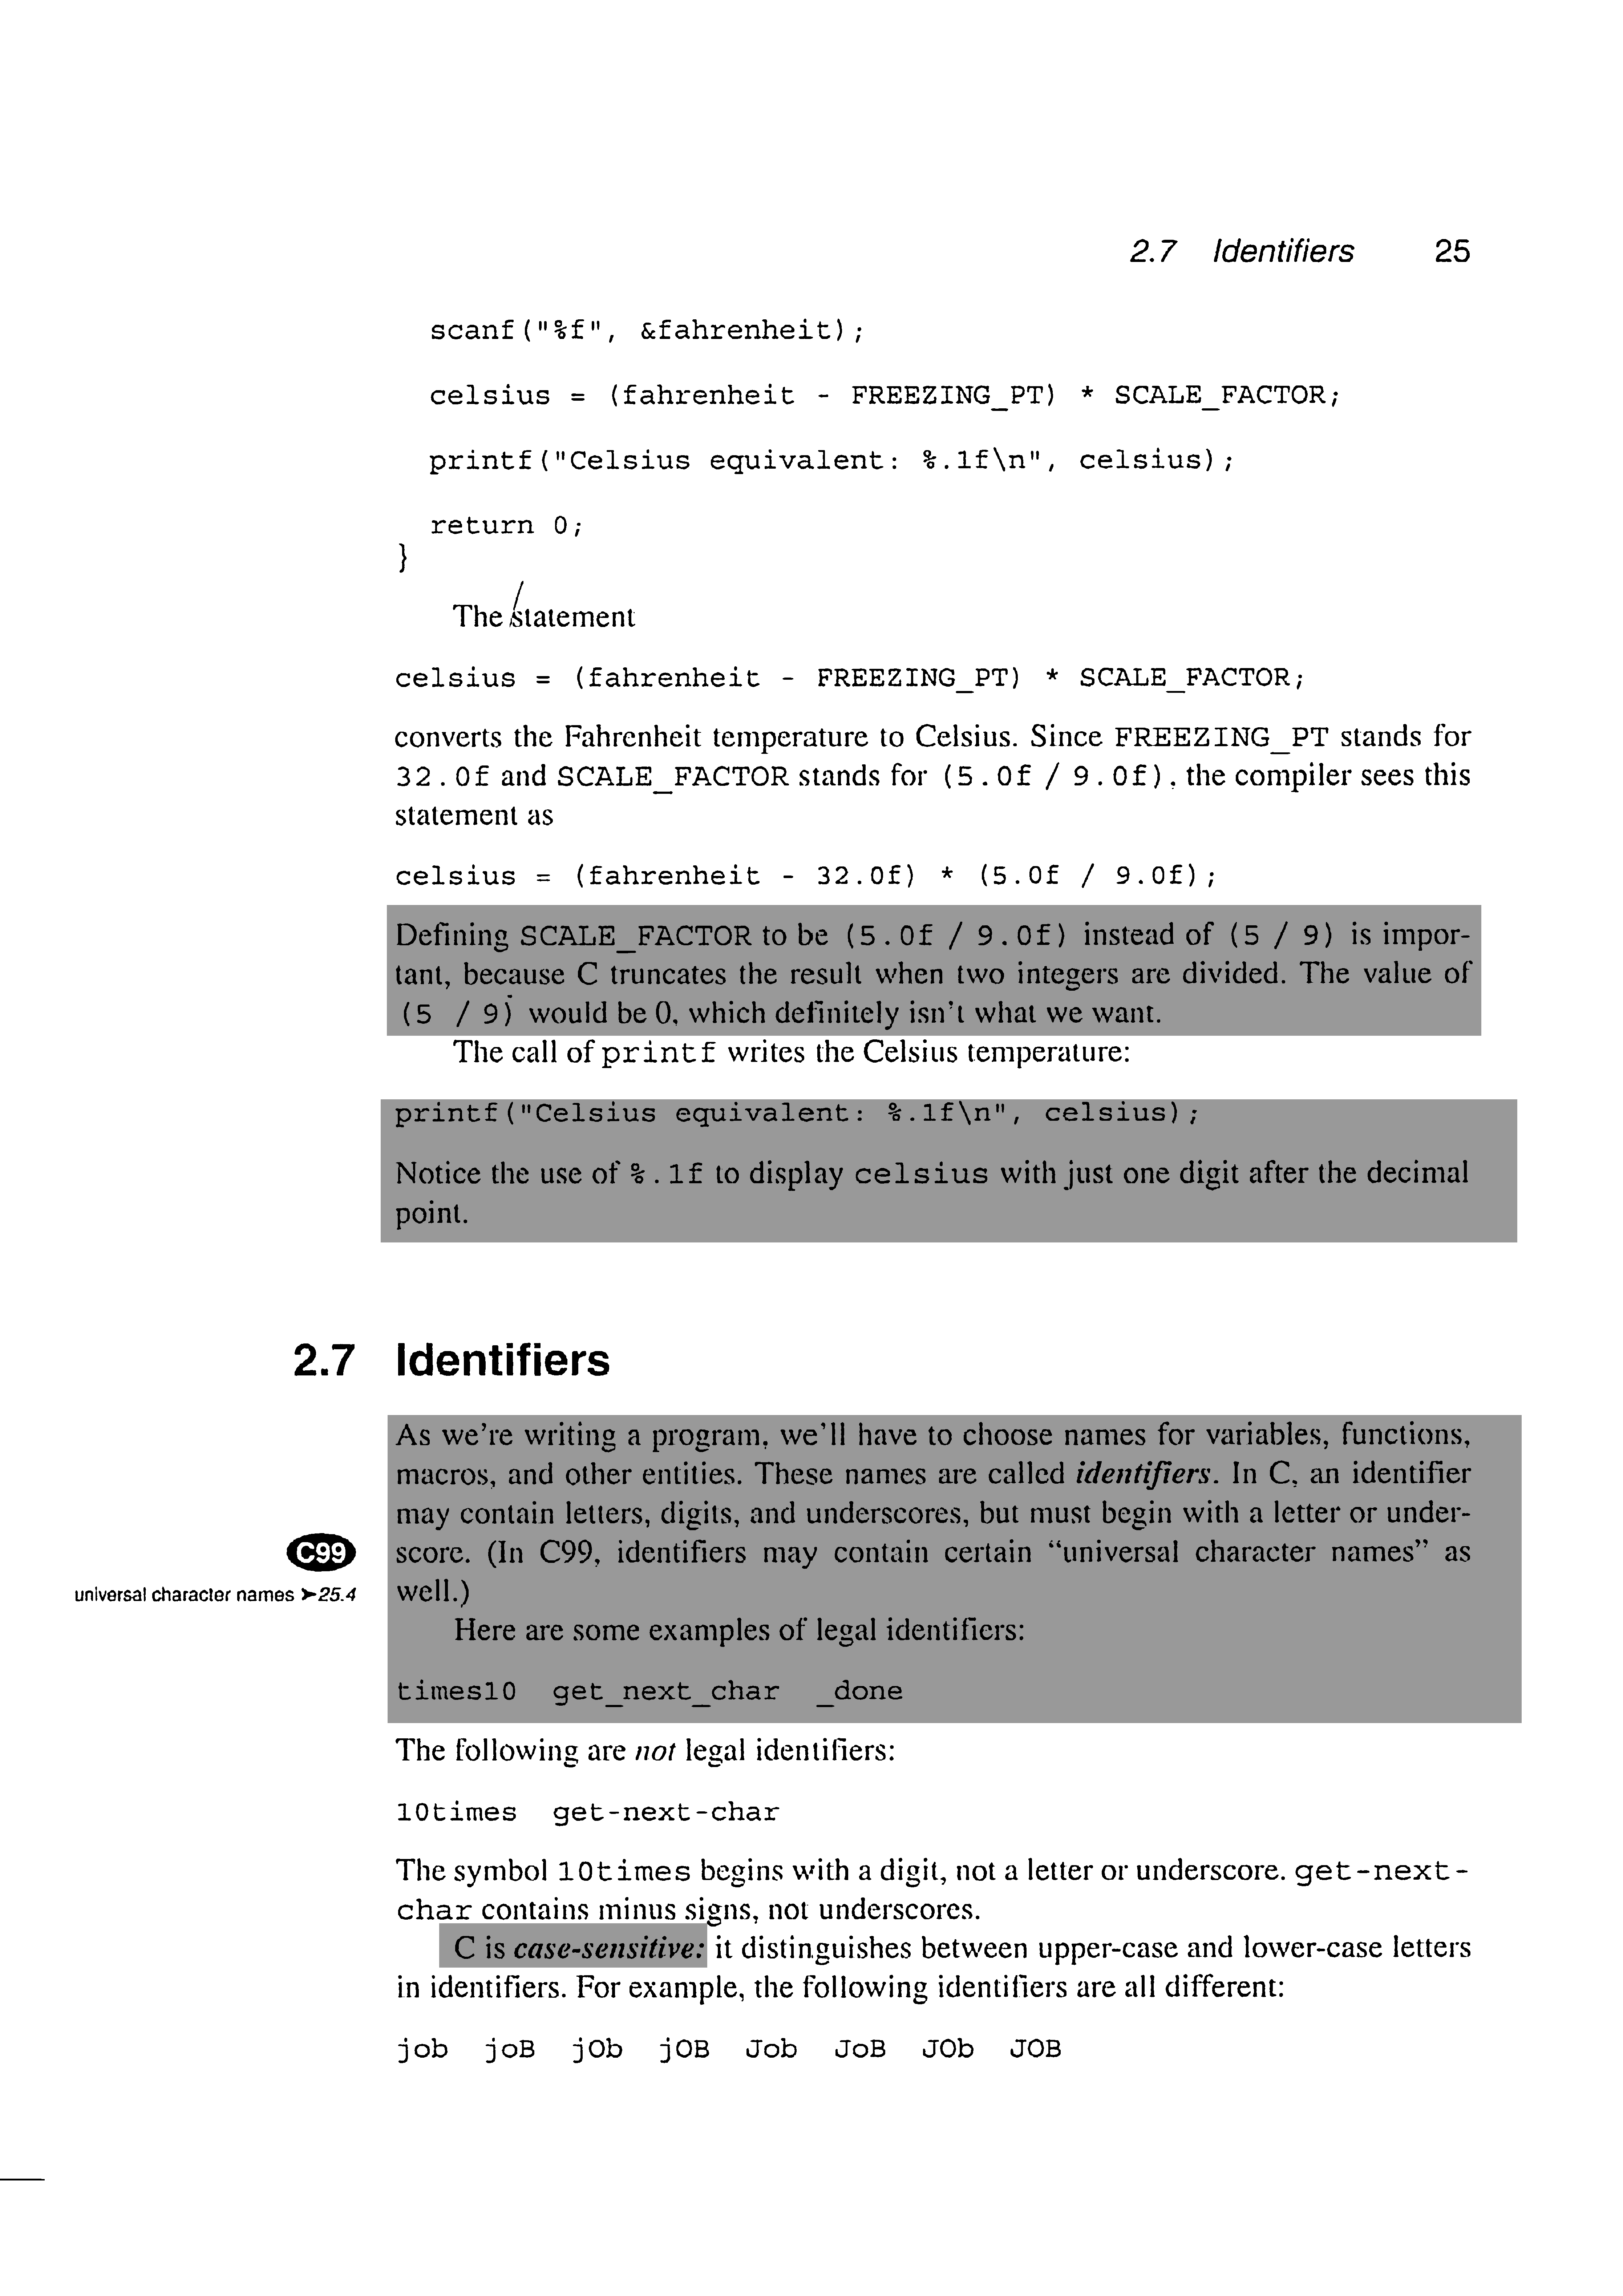 2.7 Identifiers 25
scanf("%f", &fahrenheit);
celsius = (fahrenheit - FREEZING_PT) * SCALE_FACTOR;
printf("Celsius equivalent: %.1f\n", celsius);
return 0;
}
The statement
celsius = (fahrenheit - FREEZING_PT) * SCALE_FACTOR;
converts the Fahrenheit temperature to Celsius. Since FREEZING_PT stands for
32.0f and SCALE_FACTOR stands for (5.0f / 9.0f), the compiler sees this
statement as
celsius = (fahrenheit - 32.0f) * (5.0f / 9.0f);
Defining SCALE_FACTOR to be (5.0f / 9.0f) instead of (5 / 9) is impor-
tant, because C truncates the result when two integers are divided. The value of
(5 / 9) would be 0, which definitely isn't what we want.
The call of printf writes the Celsius temperature:
printf("Celsius equivalent: %.1f\n", celsius);
Notice the use of %.1f to display celsius with just one digit after the decimal
point.
2.7 Identifiers
As we're writing a program, we'll have to choose names for variables, functions,
macros, and other entities. These names are called identifiers. In C, an identifier
may contain letters, digits, and underscores, but must begin with a letter or under-
C99 score. (In C99, identifiers may contain certain “universal character names” as
universal character names ➤25.4 well.)
Here are some examples of legal identifiers:
times10 get_next_char _done
The following are not legal identifiers:
10times get-next-char
The symbol 10times begins with a digit, not a letter or underscore. get-next-
char contains minus signs, not underscores.
C is case-sensitive: it distinguishes between upper-case and lower-case letters
in identifiers. For example, the following identifiers are all different:
job joB jOb jOB Job JoB JOb JOB